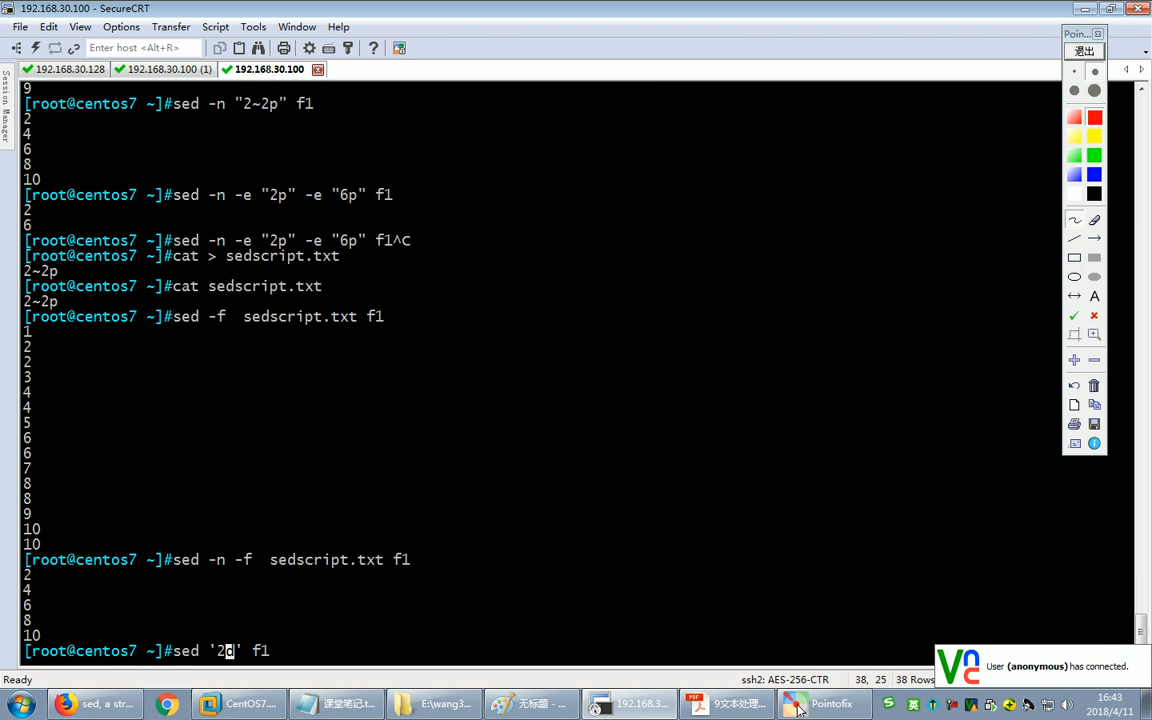 192.168.30.100 - SecureCRT
File Edit View Options Transfer Script Tools Window Help
Enter host <Alt+R>
192.168.30.128 192.168.30.100 (1) 192.168.30.100
Session Manager
9
[root@centos7 ~]#sed -n "2~2p" f1
2
4
6
8
10
[root@centos7 ~]#sed -n -e "2p" -e "6p" f1
2
6
[root@centos7 ~]#sed -n -e "2p" -e "6p" f1^C
[root@centos7 ~]#cat > sedscript.txt
2~2p
[root@centos7 ~]#cat sedscript.txt
2~2p
[root@centos7 ~]#sed -f  sedscript.txt f1
1
2
2
3
4
4
5
6
6
7
8
8
9
10
10
[root@centos7 ~]#sed -n -f  sedscript.txt f1
2
4
6
8
10
[root@centos7 ~]#sed '2d' f1
Poin...
退出
A
User (anonymous) has connected.
Ready ssh2: AES-256-CTR 38, 25 38 Rows
sed, a str... CentOS7.... 课堂笔记.t... E:\wang3... 无标题 - ... 192.168.3... 9文本处理... Pointofix
英
16:43
2018/4/11